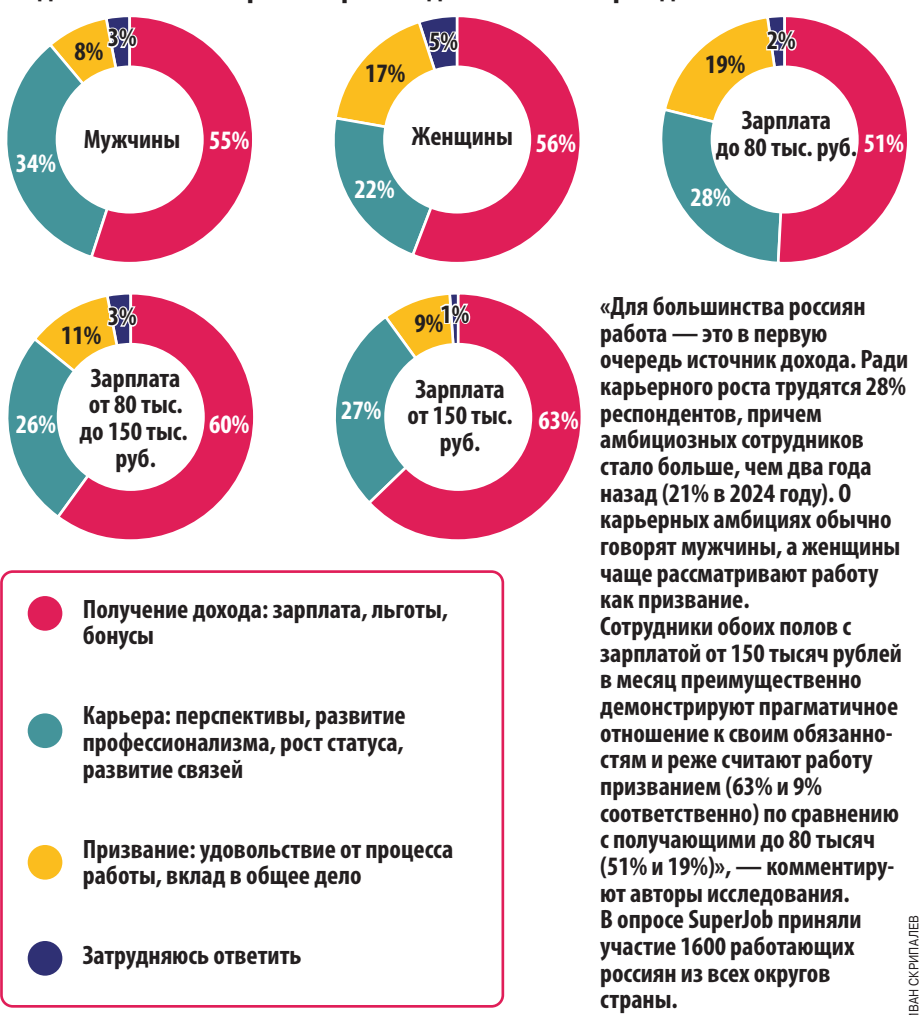 8%
3%
34%
Мужчины
55%
5%
17%
Женщины
56%
22%
2%
19%
Зарплата
до 80 тыс. руб.
51%
28%
3%
11%
Зарплата
от 80 тыс.
до 150 тыс.
руб.
26%
60%
1%
9%
Зарплата
от 150 тыс.
руб.
27%
63%
Получение дохода: зарплата, льготы,
бонусы
Карьера: перспективы, развитие
профессионализма, рост статуса,
развитие связей
Призвание: удовольствие от процесса
работы, вклад в общее дело
Затрудняюсь ответить
«Для большинства россиян
работа — это в первую
очередь источник дохода. Ради
карьерного роста трудятся 28%
респондентов, причем
амбициозных сотрудников
стало больше, чем два года
назад (21% в 2024 году). О
карьерных амбициях обычно
говорят мужчины, а женщины
чаще рассматривают работу
как призвание.
Сотрудники обоих полов с
зарплатой от 150 тысяч рублей
в месяц преимущественно
демонстрируют прагматичное
отношение к своим обязанно-
стям и реже считают работу
призванием (63% и 9%
соответственно) по сравнению
с получающими до 80 тысяч
(51% и 19%)», — комментиру-
ют авторы исследования.
В опросе SuperJob приняли
участие 1600 работающих
россиян из всех округов
страны.
СКРИПАЛЕВ